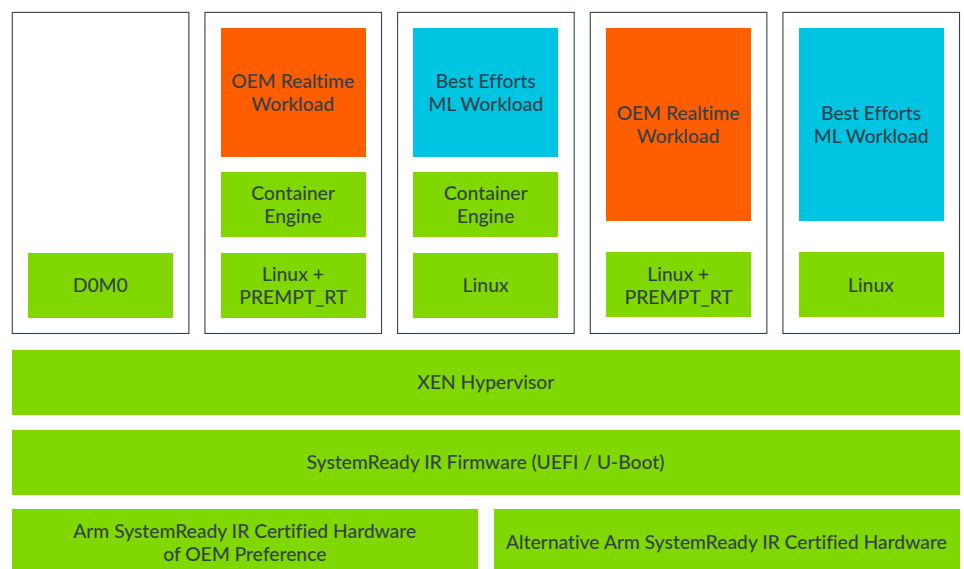 OEM Realtime
Workload
Best Efforts
ML Workload
OEM Realtime
Workload
Best Efforts
ML Workload
Container
Engine
Container
Engine
D0M0
Linux +
PREMPT_RT
Linux
Linux +
PREMPT_RT
Linux
XEN Hypervisor
SystemReady IR Firmware (UEFI / U-Boot)
Arm SystemReady IR Certified Hardware
of OEM Preference
Alternative Arm SystemReady IR Certified Hardware